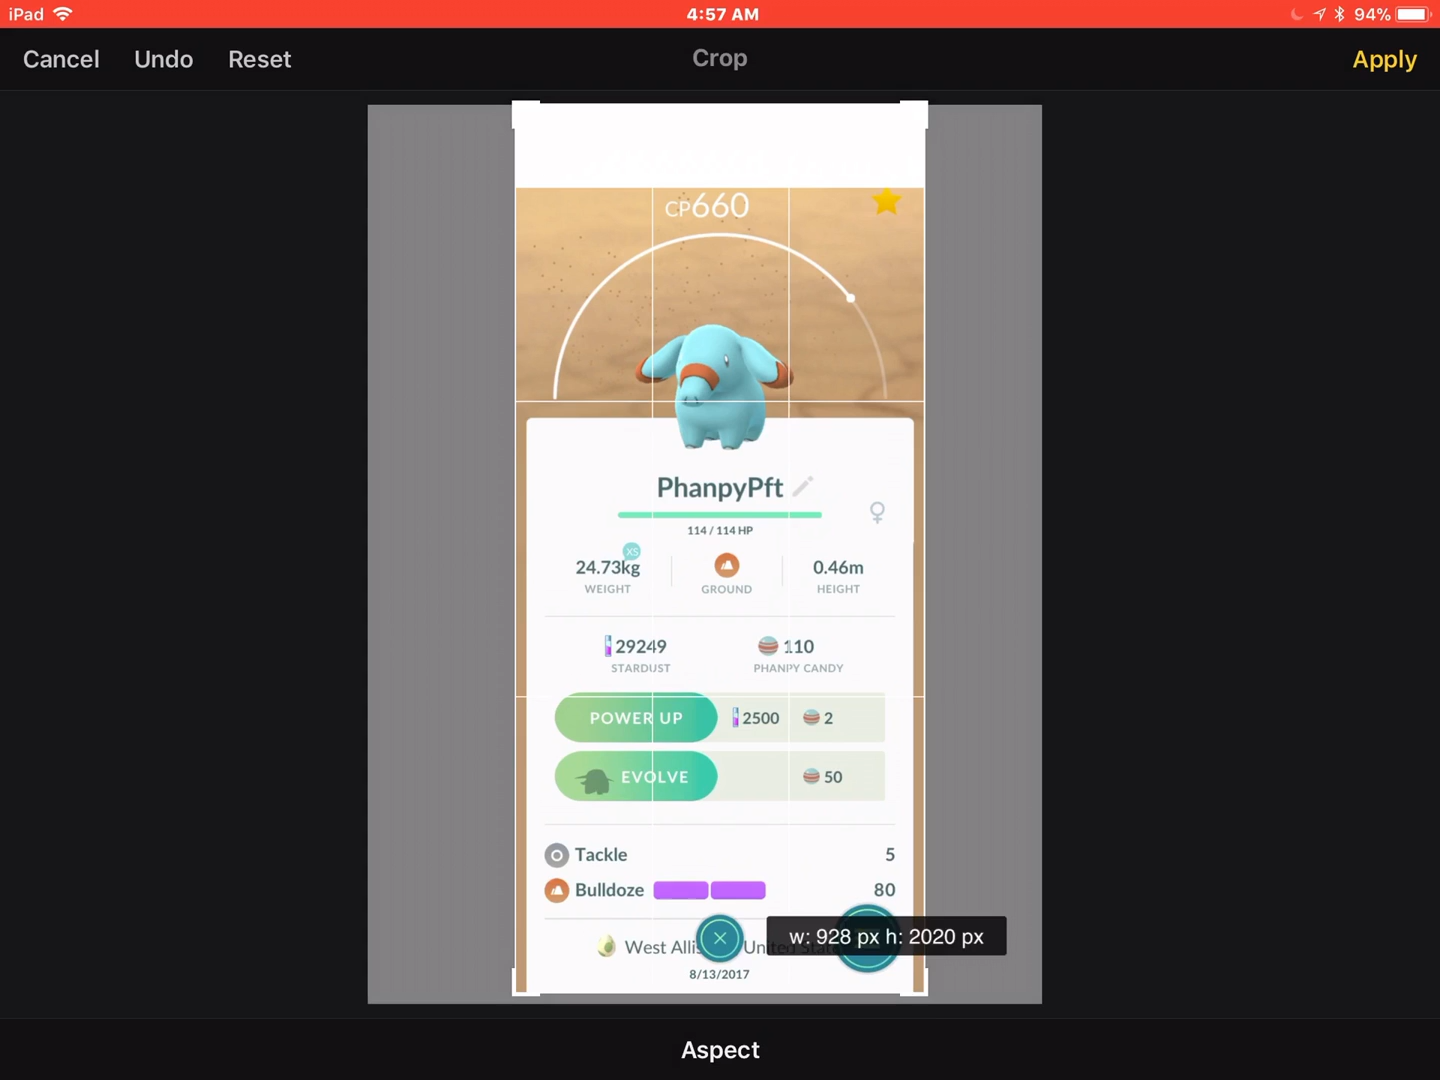 iPad 4:57 AM 94%
Cancel Undo Reset Crop Apply
CP660
PhanpyPft
114 / 114 HP
XS
24.73kg 0.46m
WEIGHT GROUND HEIGHT
29249 110
STARDUST PHANPY CANDY
POWER UP 2500 2
EVOLVE 50
Tackle 5
Bulldoze 80
w: 928 px h: 2020 px
West Allis United
8/13/2017
Aspect